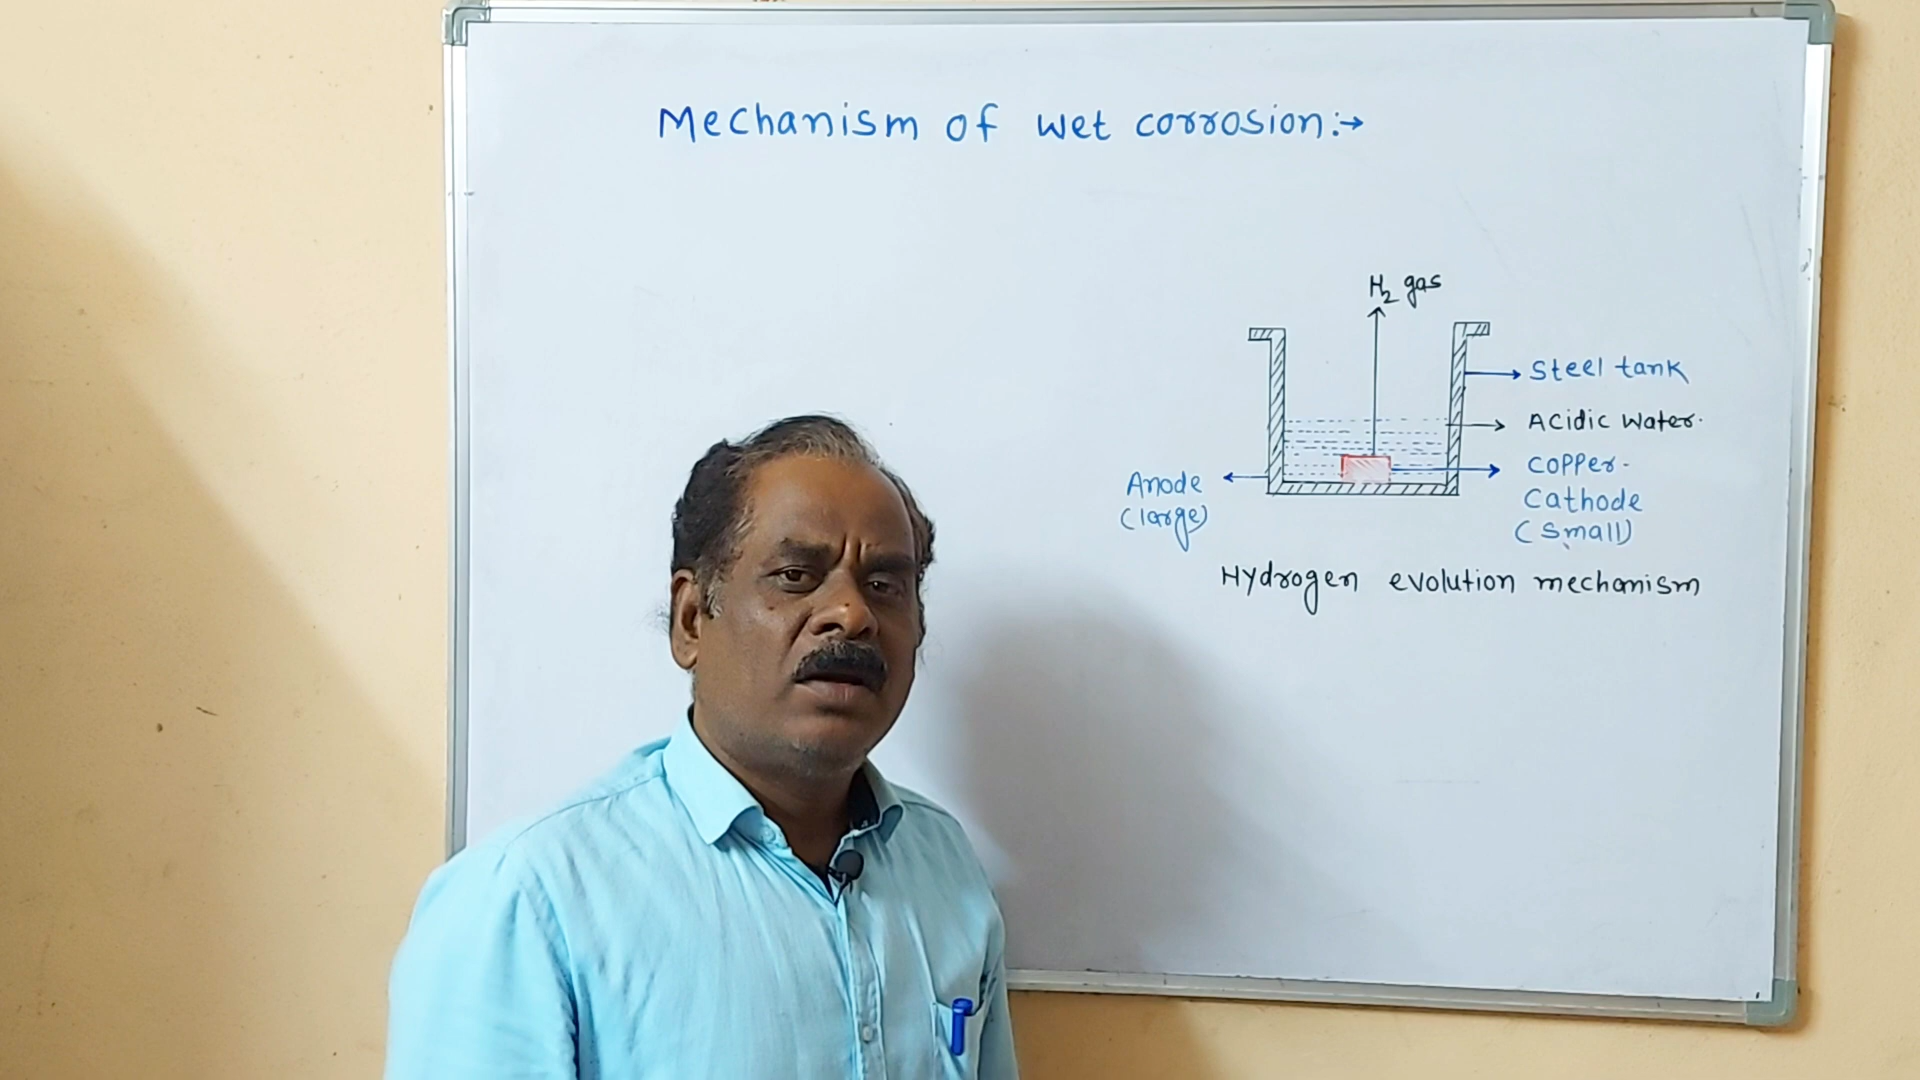 Mechanism of wet corrosion:→
H₂ gas
Steel tank
Acidic water.
Copper-
Cathode
(Small)
Anode
(large)
Hydrogen evolution mechanism